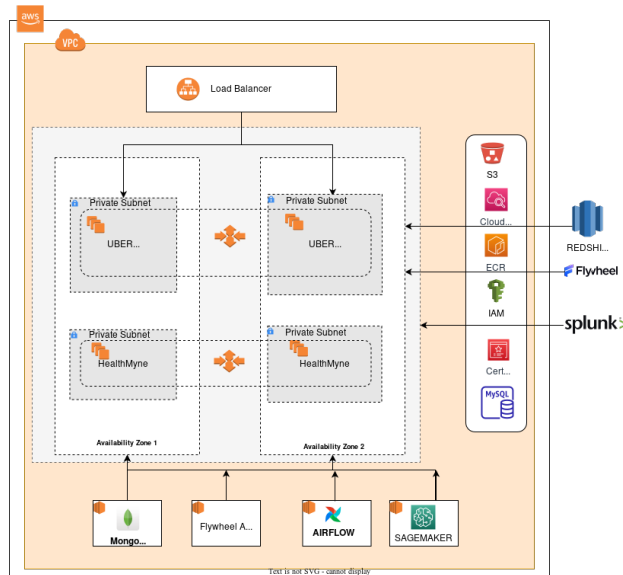 aws
VPC
Load Balancer
Private Subnet
UBER...
Private Subnet
UBER...
Private Subnet
HealthMyne
Private Subnet
HealthMyne
Availability Zone 1
Availability Zone 2
S3
Cloud...
ECR
IAM
Cert...
MySQL
REDSHI...
Flywheel
splunk>
Mongo...
Flywheel A...
AIRFLOW
SAGEMAKER
Text is not SVG - cannot display